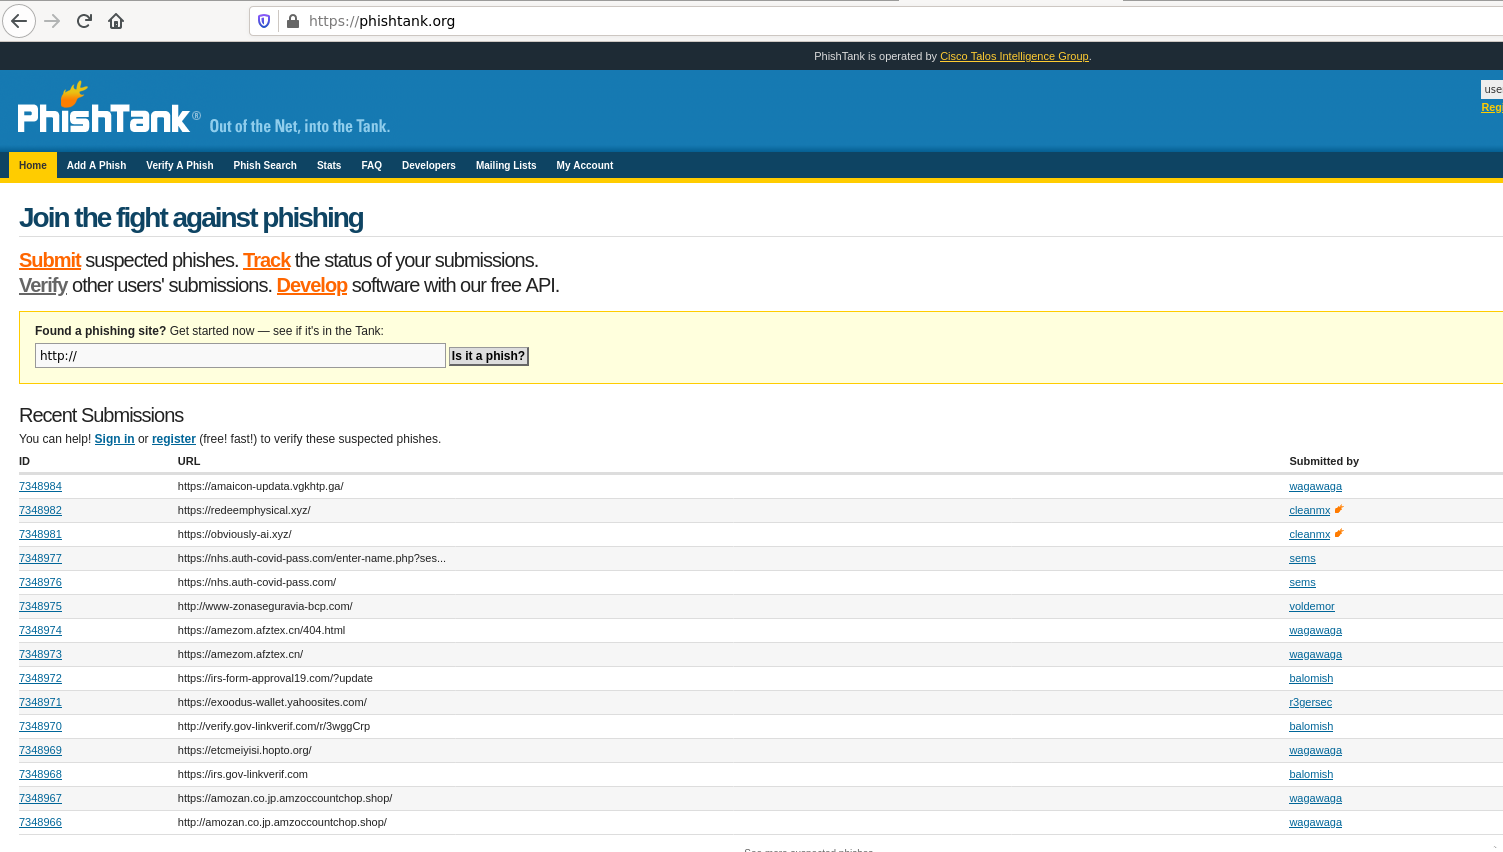 https://phishtank.org
PhishTank is operated by Cisco Talos Intelligence Group.
PhishTank® Out of the Net, into the Tank.
Home Add A Phish Verify A Phish Phish Search Stats FAQ Developers Mailing Lists My Account
Join the fight against phishing
Submit suspected phishes. Track the status of your submissions.
Verify other users' submissions. Develop software with our free API.
Found a phishing site? Get started now — see if it's in the Tank:
http:// Is it a phish?
Recent Submissions
You can help! Sign in or register (free! fast!) to verify these suspected phishes.
ID URL Submitted by
7348984 https://amaicon-updata.vgkhtp.ga/ wagawaga
7348982 https://redeemphysical.xyz/ cleanmx
7348981 https://obviously-ai.xyz/ cleanmx
7348977 https://nhs.auth-covid-pass.com/enter-name.php?ses... sems
7348976 https://nhs.auth-covid-pass.com/ sems
7348975 http://www-zonaseguravia-bcp.com/ voldemor
7348974 https://amezom.afztex.cn/404.html wagawaga
7348973 https://amezom.afztex.cn/ wagawaga
7348972 https://irs-form-approval19.com/?update balomish
7348971 https://exoodus-wallet.yahoosites.com/ r3gersec
7348970 http://verify.gov-linkverif.com/r/3wggCrp balomish
7348969 https://etcmeiyisi.hopto.org/ wagawaga
7348968 https://irs.gov-linkverif.com balomish
7348967 https://amozan.co.jp.amzoccountchop.shop/ wagawaga
7348966 http://amozan.co.jp.amzoccountchop.shop/ wagawaga
See more suspected phishes